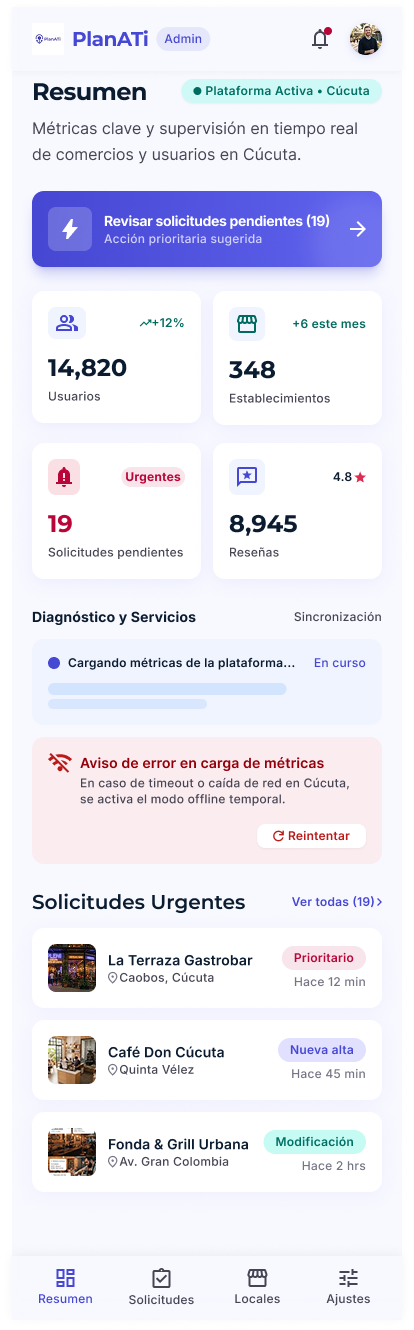 PlanATi
PlanATi
Admin
Resumen
Plataforma Activa • Cúcuta
Métricas clave y supervisión en tiempo real
de comercios y usuarios en Cúcuta.
Revisar solicitudes pendientes (19)
Acción prioritaria sugerida
+12%
14,820
Usuarios
+6 este mes
348
Establecimientos
Urgentes
19
Solicitudes pendientes
4.8
8,945
Reseñas
Diagnóstico y Servicios
Sincronización
Cargando métricas de la plataforma...
En curso
Aviso de error en carga de métricas
En caso de timeout o caída de red en Cúcuta,
se activa el modo offline temporal.
Reintentar
Solicitudes Urgentes
Ver todas (19)
La Terraza Gastrobar
Caobos, Cúcuta
Prioritario
Hace 12 min
Café Don Cúcuta
Quinta Vélez
Nueva alta
Hace 45 min
Fonda & Grill Urbana
Av. Gran Colombia
Modificación
Hace 2 hrs
Resumen
Solicitudes
Locales
Ajustes